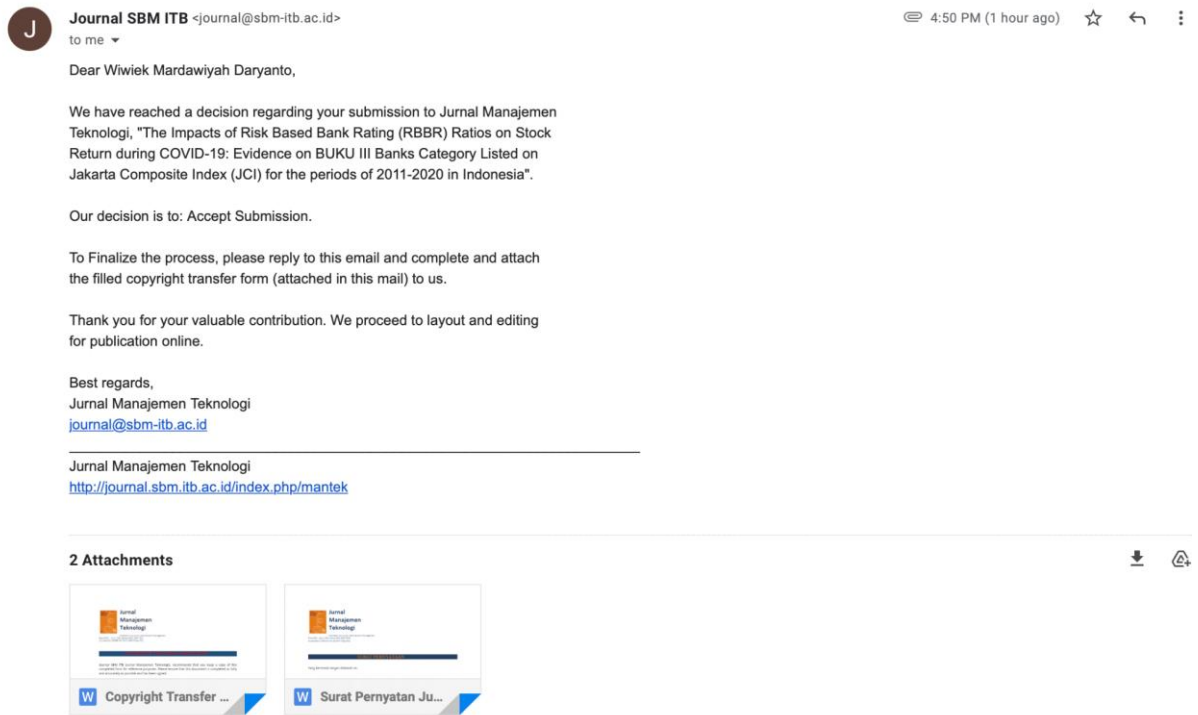 J
Journal SBM ITB <journal@sbm-itb.ac.id>
4:50 PM (1 hour ago)
to me
Dear Wiwiek Mardawiyah Daryanto,
We have reached a decision regarding your submission to Jurnal Manajemen
Teknologi, "The Impacts of Risk Based Bank Rating (RBBR) Ratios on Stock
Return during COVID-19: Evidence on BUKU III Banks Category Listed on
Jakarta Composite Index (JCI) for the periods of 2011-2020 in Indonesia".
Our decision is to: Accept Submission.
To Finalize the process, please reply to this email and complete and attach
the filled copyright transfer form (attached in this mail) to us.
Thank you for your valuable contribution. We proceed to layout and editing
for publication online.
Best regards,
Jurnal Manajemen Teknologi
journal@sbm-itb.ac.id
Jurnal Manajemen Teknologi
http://journal.sbm.itb.ac.id/index.php/mantek
2 Attachments
Jurnal
Manajemen
Teknologi
Jurnal
Manajemen
Teknologi
W Copyright Transfer ...
W Surat Pernyatan Ju...